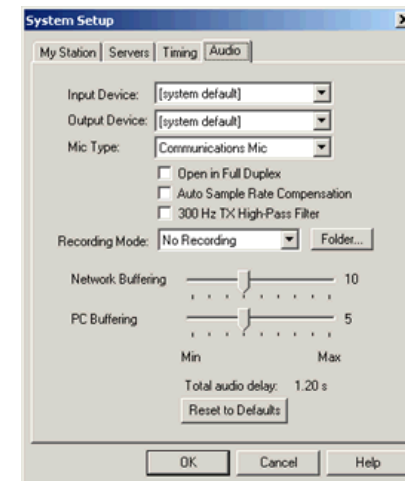 System Setup
My Station Servers Timing Audio
Input Device: [system default]
Output Device: [system default]
Mic Type: Communications Mic
Open in Full Duplex
Auto Sample Rate Compensation
300 Hz TX High-Pass Filter
Recording Mode: No Recording Folder...
Network Buffering 10
PC Buffering 5
Min Max
Total audio delay: 1.20 s
Reset to Defaults
OK Cancel Help